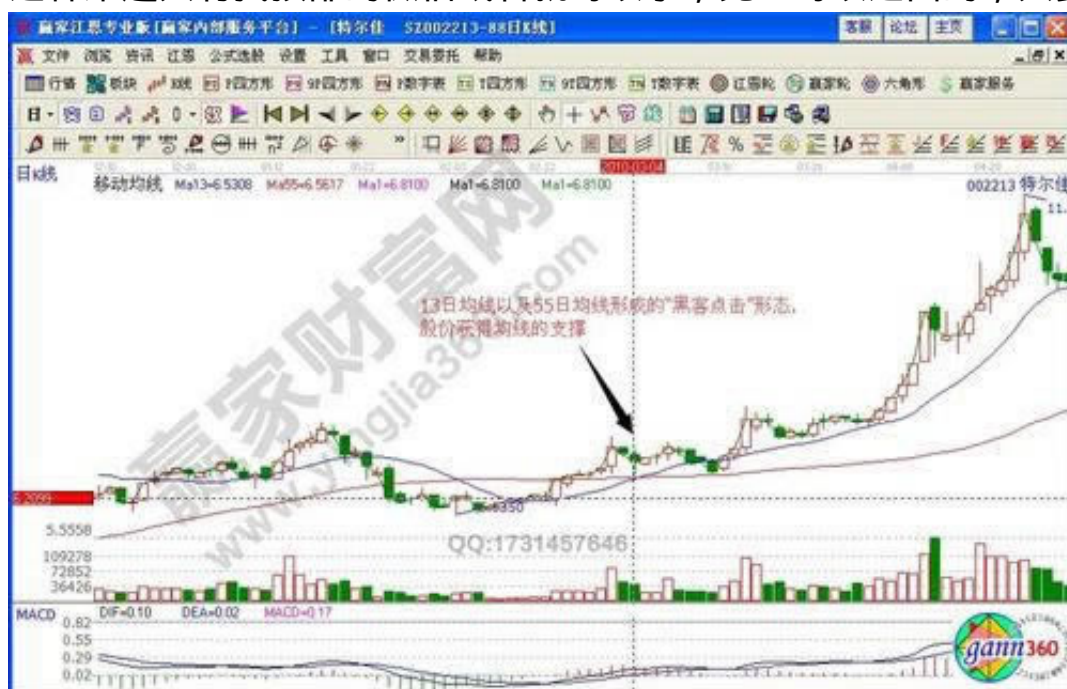 赢家江恩专业版[赢家内部服务平台] - [特尔佳 SZ002213-88日K线]
客服 论坛 主页
文件 浏览 资讯 江恩 公式选股 设置 工具 窗口 交易委托 帮助
行情 板块 K线 P四方形 9P四方形 P数字表 T四方形 9T四方形 T数字表 江恩轮 赢家轮 六角形 赢家服务
2010-03-04
日K线
移动均线 Ma13=6.5308 Ma55=6.5617 Ma1=6.8100 Ma1=6.8100 Ma1=6.8100
002213 特尔佳
11.
13日均线以及55日均线形成的"黑客点击"形态,
股价获得均线的支撑
赢家财富网
www.yingjia360.com
6.2099
5.5558
QQ:1731457646
109278
72852
36426
MACD DIF=0.10 DEA=0.02 MACD=0.17
0.82
0.55
0.29
0.02
gann360